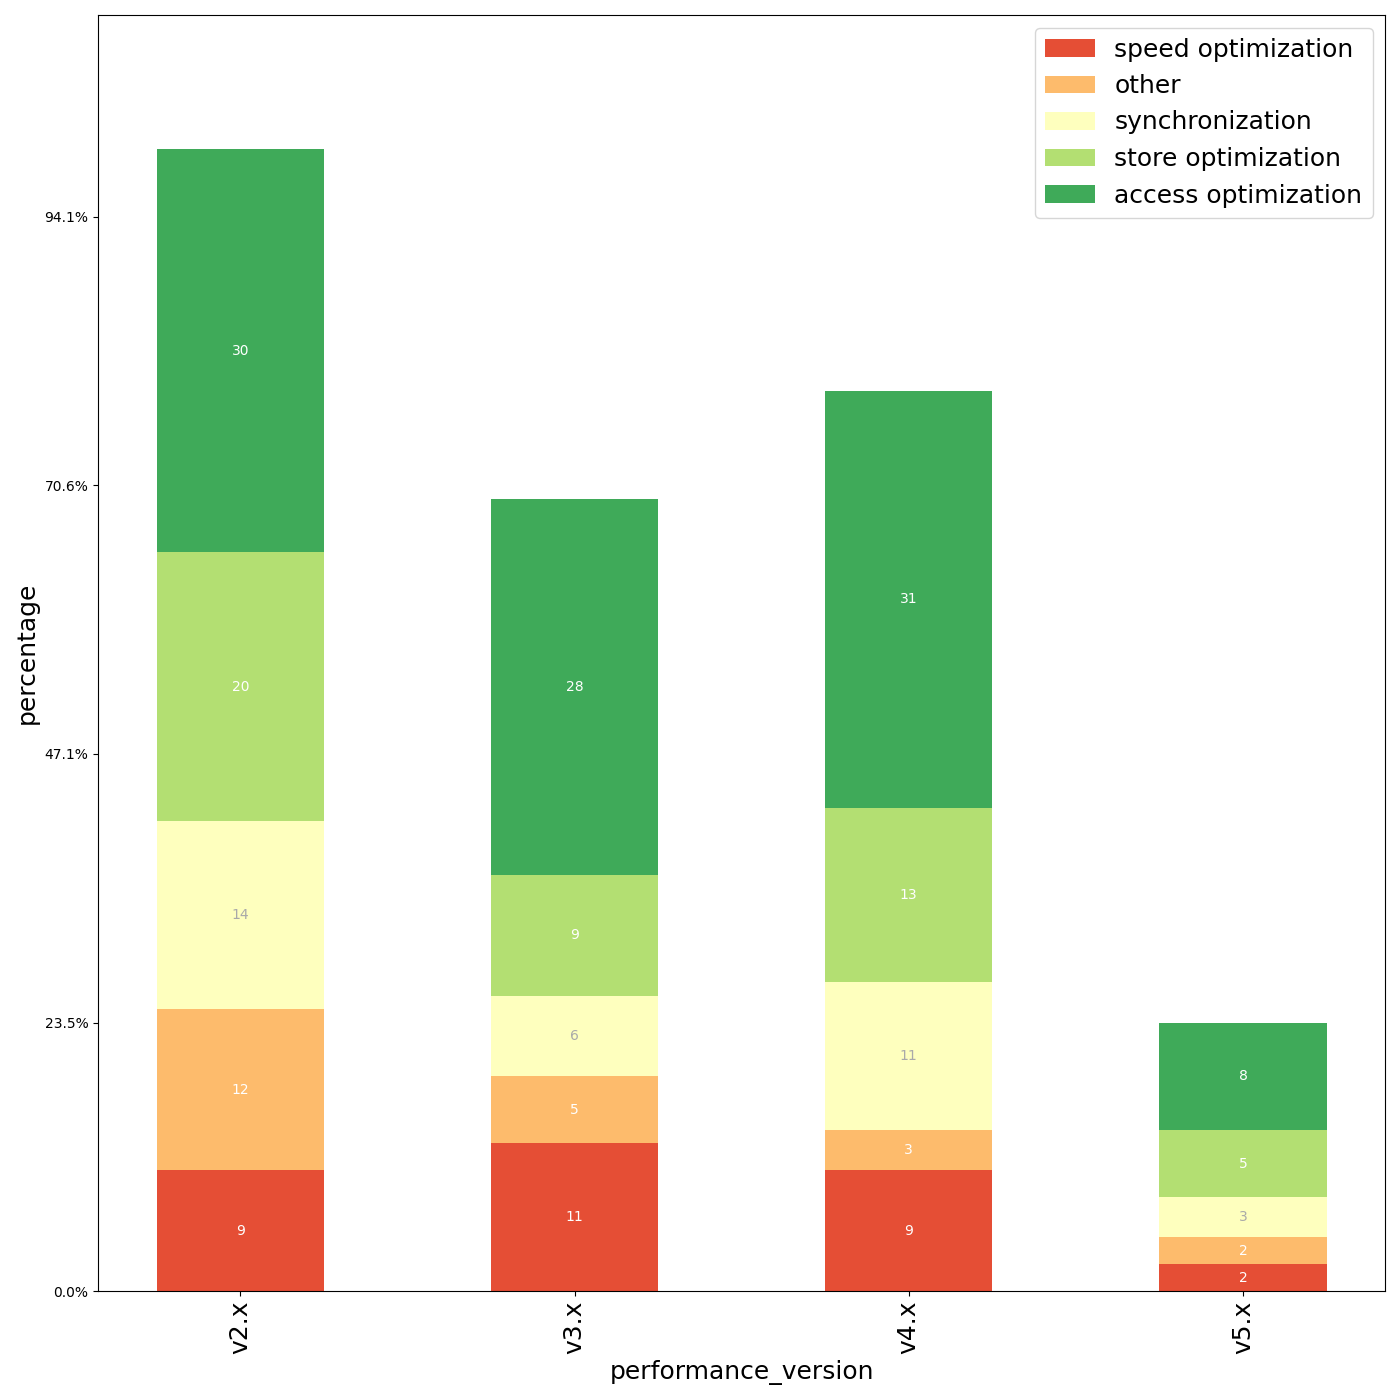 speed optimization
other
synchronization
store optimization
access optimization
percentage
94.1%
70.6%
47.1%
23.5%
0.0%
30
20
14
12
9
28
9
6
5
11
31
13
11
3
9
8
5
3
2
2
v2.x
v3.x
v4.x
v5.x
performance_version